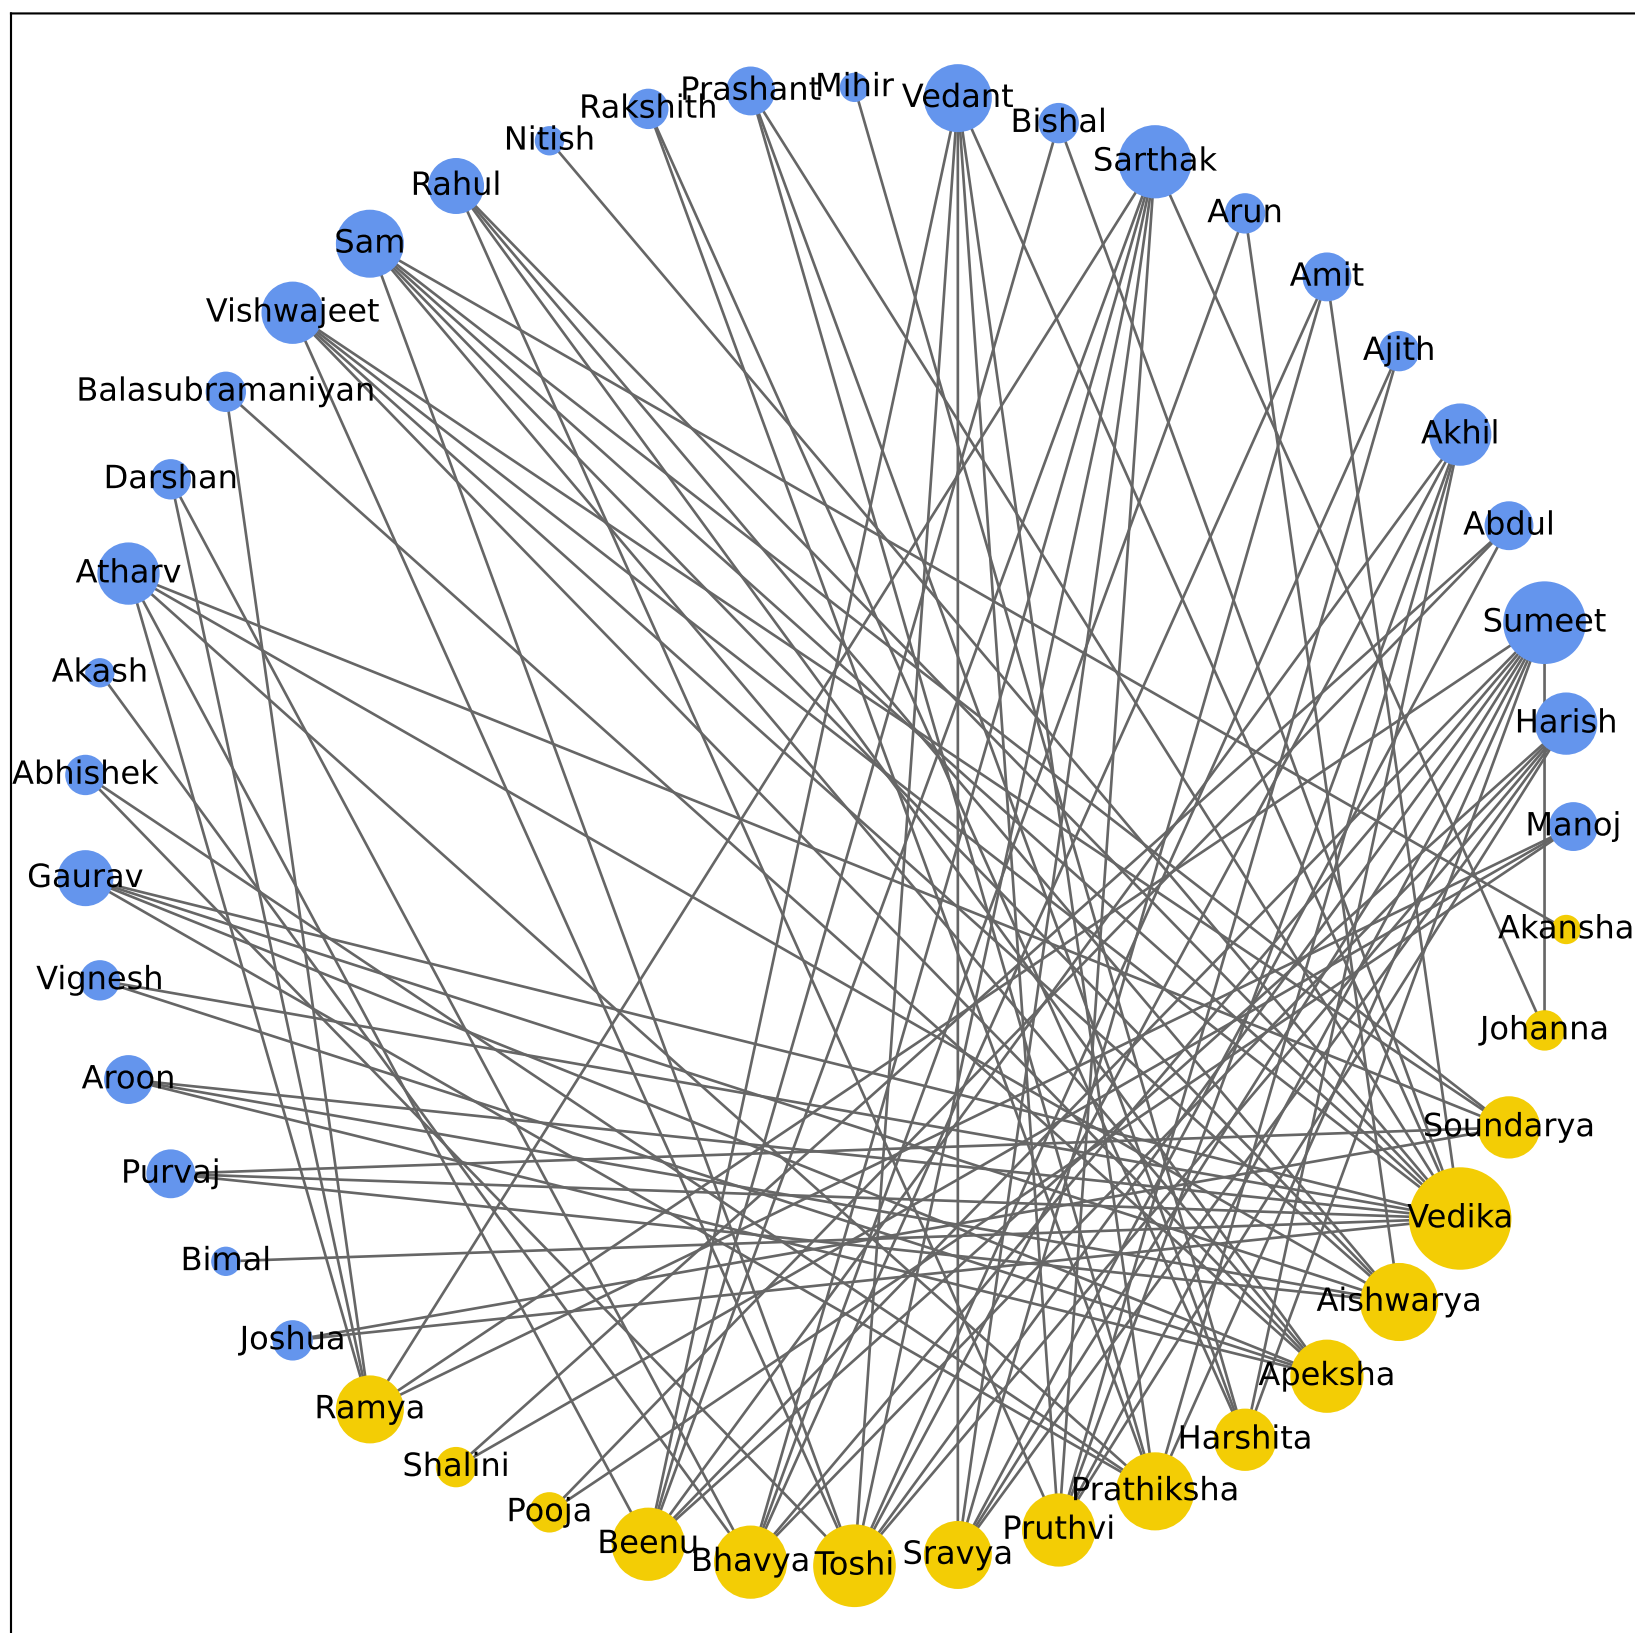 Mihir
Prashant
Vedant
Rakshith
Bishal
Nitish
Sarthak
Rahul
Arun
Sam
Amit
Vishwajeet
Ajith
Balasubramaniyan
Akhil
Darshan
Abdul
Atharv
Sumeet
Akash
Harish
Abhishek
Manoj
Gaurav
Akansha
Vignesh
Johanna
Aroon
Soundarya
Purvaj
Vedika
Bimal
Aishwarya
Joshua
Apeksha
Ramya
Harshita
Shalini
Prathiksha
Pooja
Pruthvi
Beenu
Sravya
Bhavya
Toshi